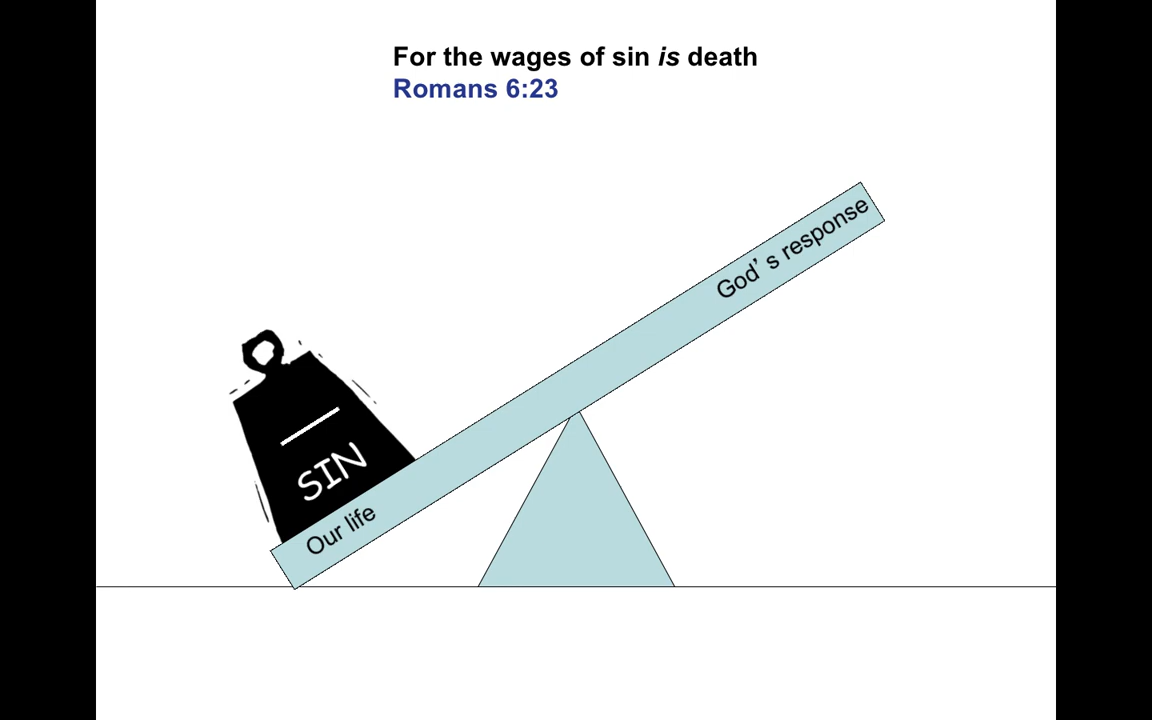 For the wages of sin is death
Romans 6:23
God's response
SIN
Our life